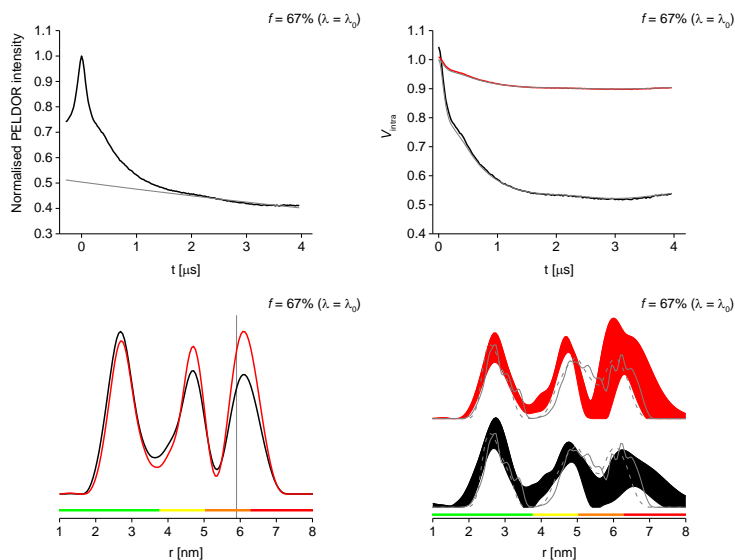 f = 67% (λ = λ0)
1.1
1.0
0.9
0.8
0.7
0.6
0.5
0.4
0.3
Normalised PELDOR intensity
0 1 2 3 4
t [μs]
f = 67% (λ = λ0)
1.1
1.0
0.9
0.8
0.7
0.6
0.5
0.4
Vintra
0 1 2 3 4
t [μs]
f = 67% (λ = λ0)
1 2 3 4 5 6 7 8
r [nm]
f = 67% (λ = λ0)
1 2 3 4 5 6 7 8
r [nm]